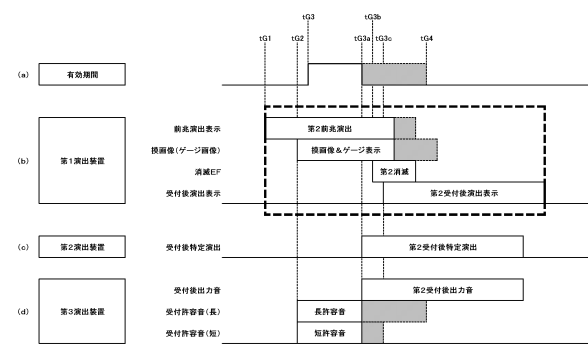 tG3 tG3b
tG1 tG2 tG3a tG3c tG4
(a) 有効期間
前兆演出表示 第2前兆演出
操画像(ゲージ画像) 操画像&ゲージ表示
(b) 第1演出装置
消滅EF 第2消滅
受付後演出表示 第2受付後演出表示
(c) 第2演出装置 受付後特定演出 第2受付後特定演出
受付後出力音 第2受付後出力音
(d) 第3演出装置 受付許容音(長) 長許容音
受付許容音(短) 短許容音